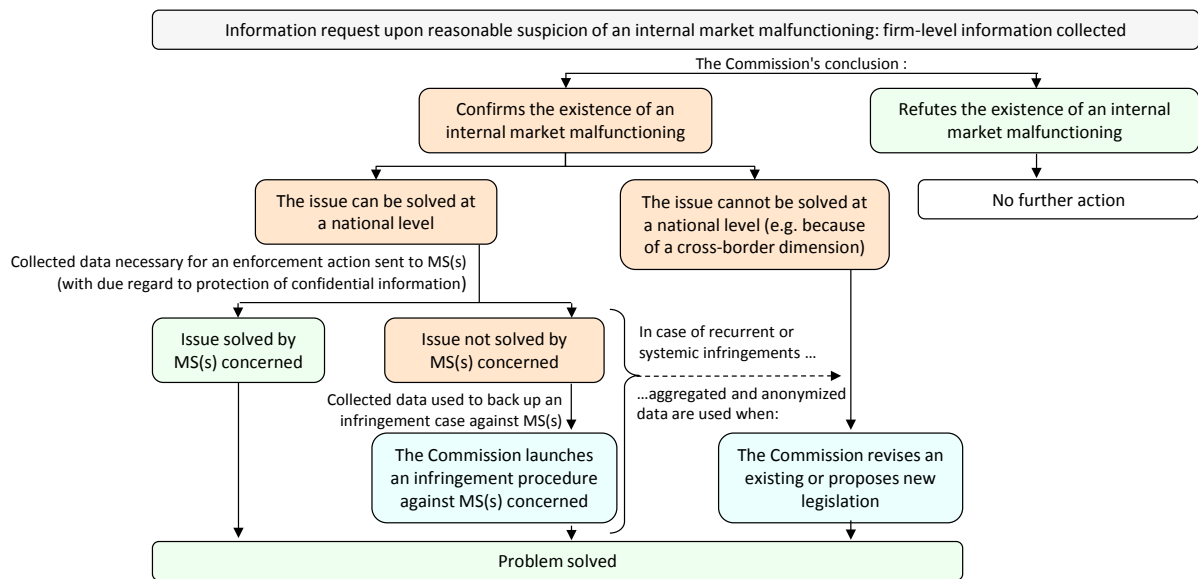 Information request upon reasonable suspicion of an internal market malfunctioning: firm-level information collected
The Commission's conclusion :
Confirms the existence of an
internal market malfunctioning
Refutes the existence of an internal
market malfunctioning
The issue can be solved at
a national level
The issue cannot be solved at
a national level (e.g. because
of a cross-border dimension)
No further action
Collected data necessary for an enforcement action sent to MS(s)
(with due regard to protection of confidential information)
Issue solved by
MS(s) concerned
Issue not solved by
MS(s) concerned
In case of recurrent or
systemic infringements ...
...aggregated and anonymized
data are used when:
Collected data used to back up an
infringement case against MS(s)
The Commission launches
an infringement procedure
against MS(s) concerned
The Commission revises an
existing or proposes new
legislation
Problem solved